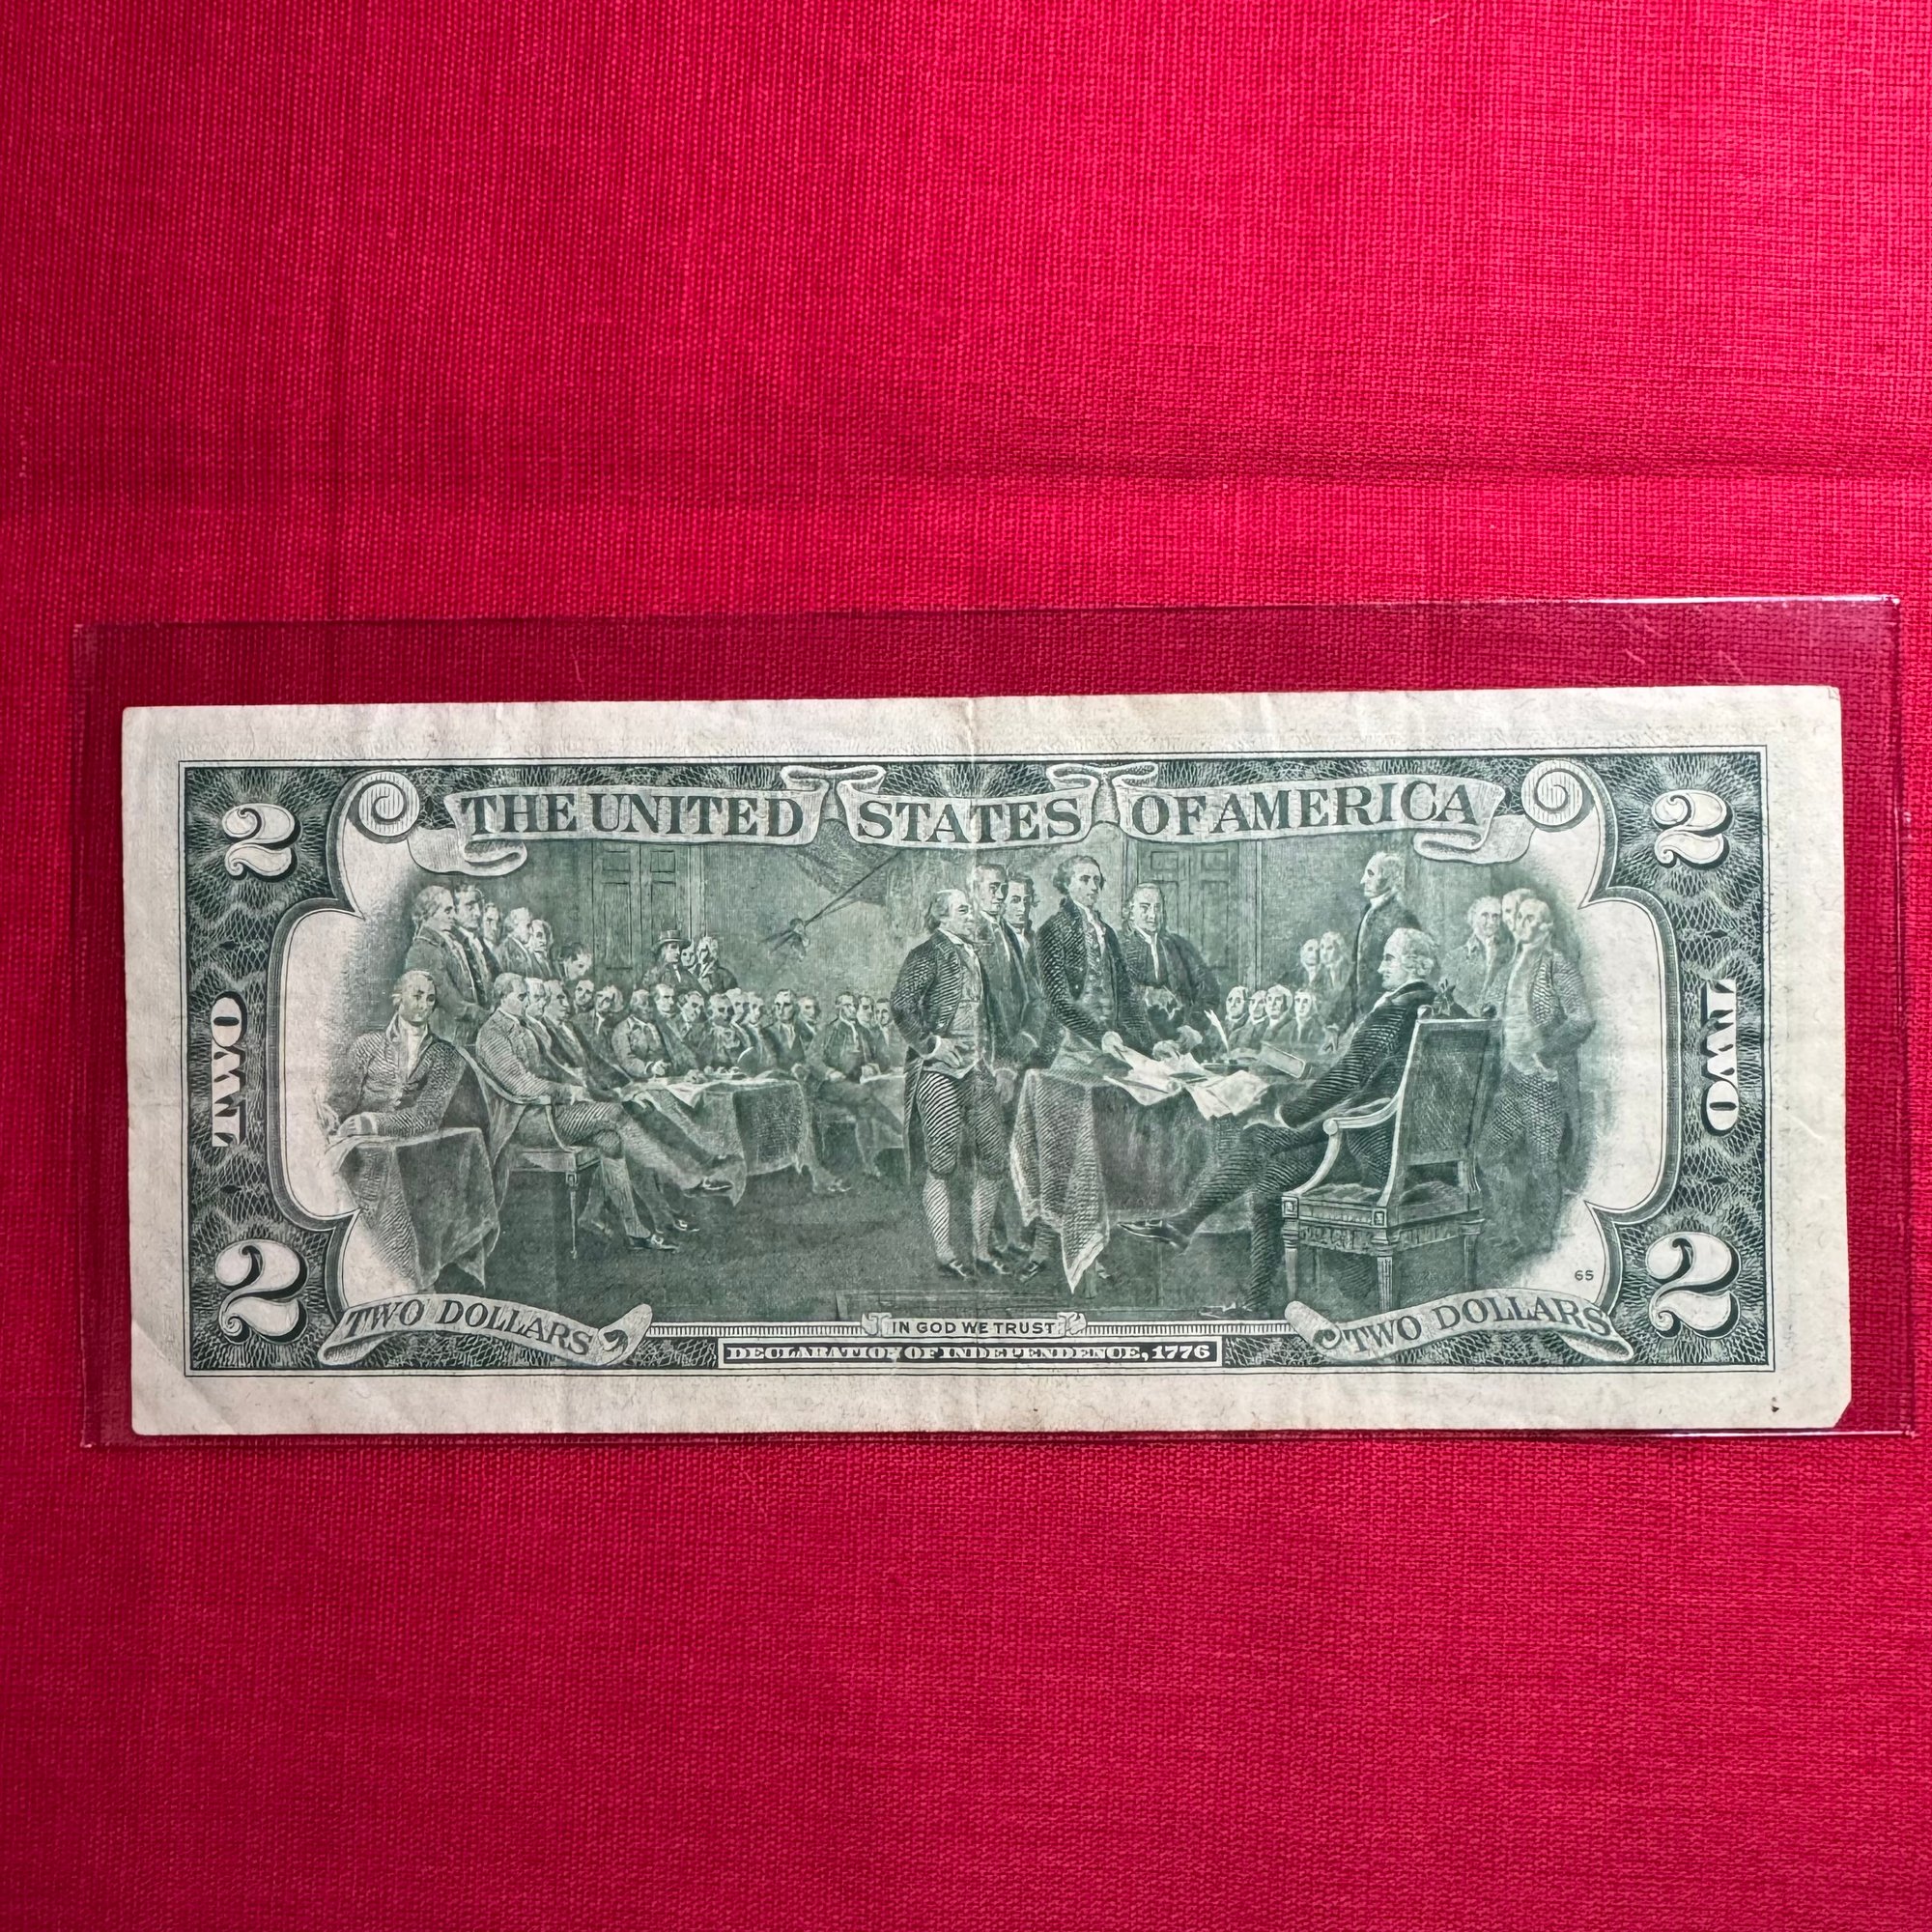 THE UNITED STATES OF AMERICA
2
2
TWO
TWO
65
2
2
TWO DOLLARS
IN GOD WE TRUST
TWO DOLLARS
DECLARATION OF INDEPENDENCE, 1776